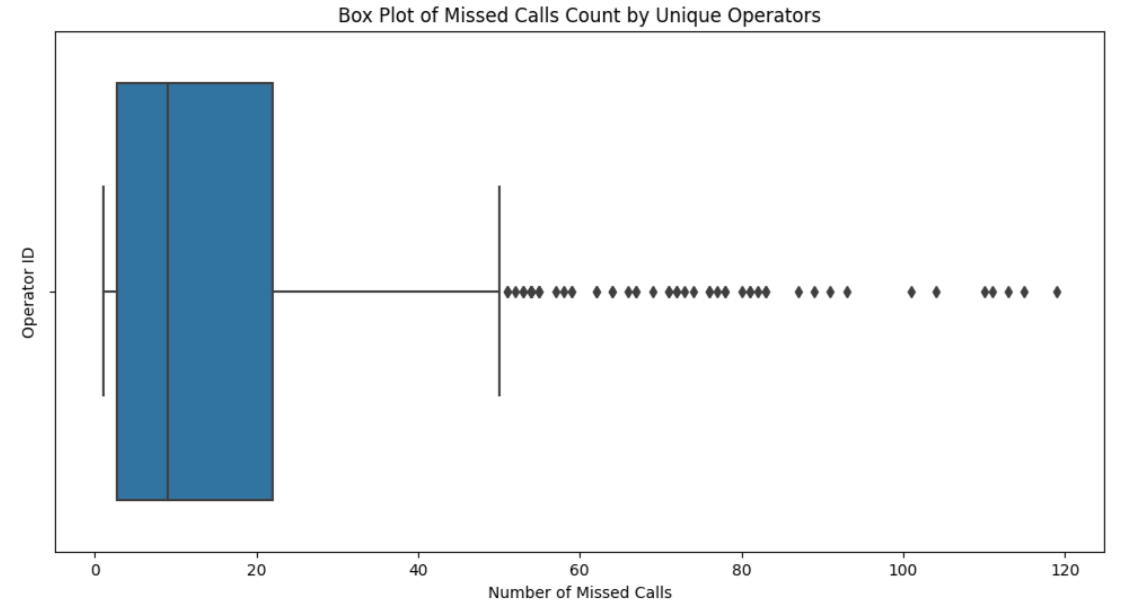 Box Plot of Missed Calls Count by Unique Operators
Operator ID
0 20 40 60 80 100 120
Number of Missed Calls